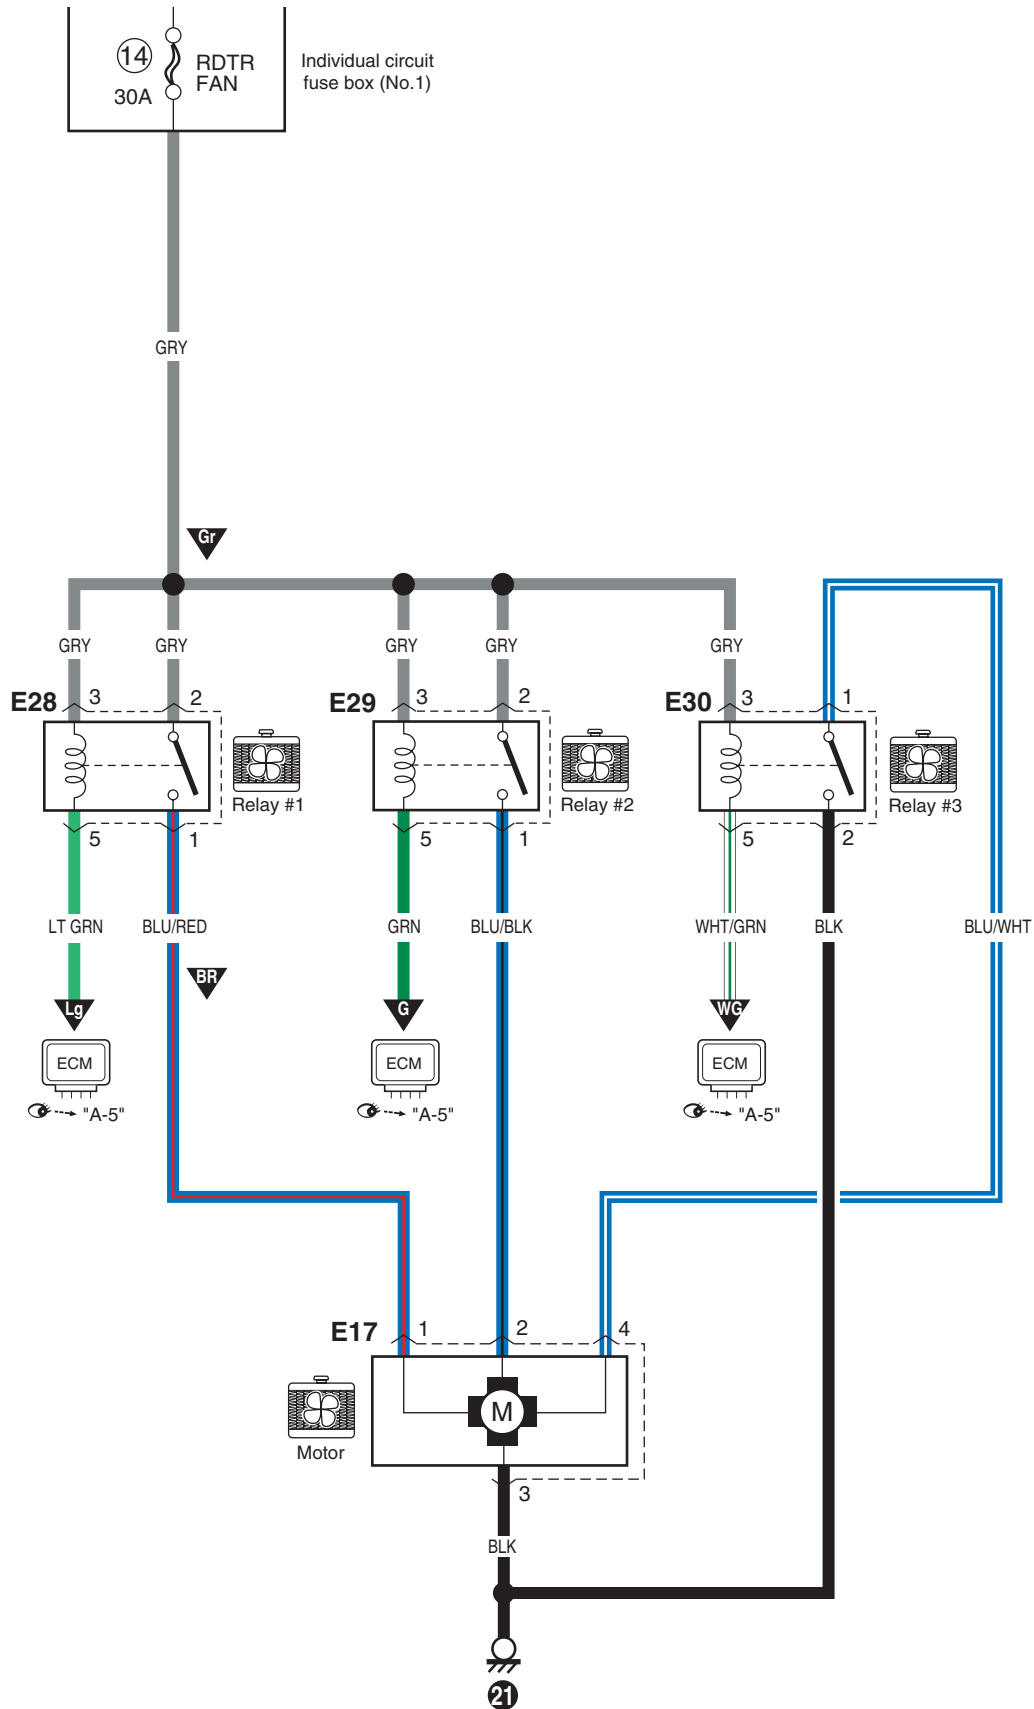 14
30A
RDTR
FAN
Individual circuit
fuse box (No.1)
GRY
Gr
GRY GRY GRY GRY GRY
E28 3 2 E29 3 2 E30 3 1
Relay #1 Relay #2 Relay #3
5 1 5 1 5 2
LT GRN BLU/RED GRN BLU/BLK WHT/GRN BLK BLU/WHT
BR
Lg G WG
ECM ECM ECM
"A-5" "A-5" "A-5"
E17 1 2 4
M
Motor
3
BLK
21